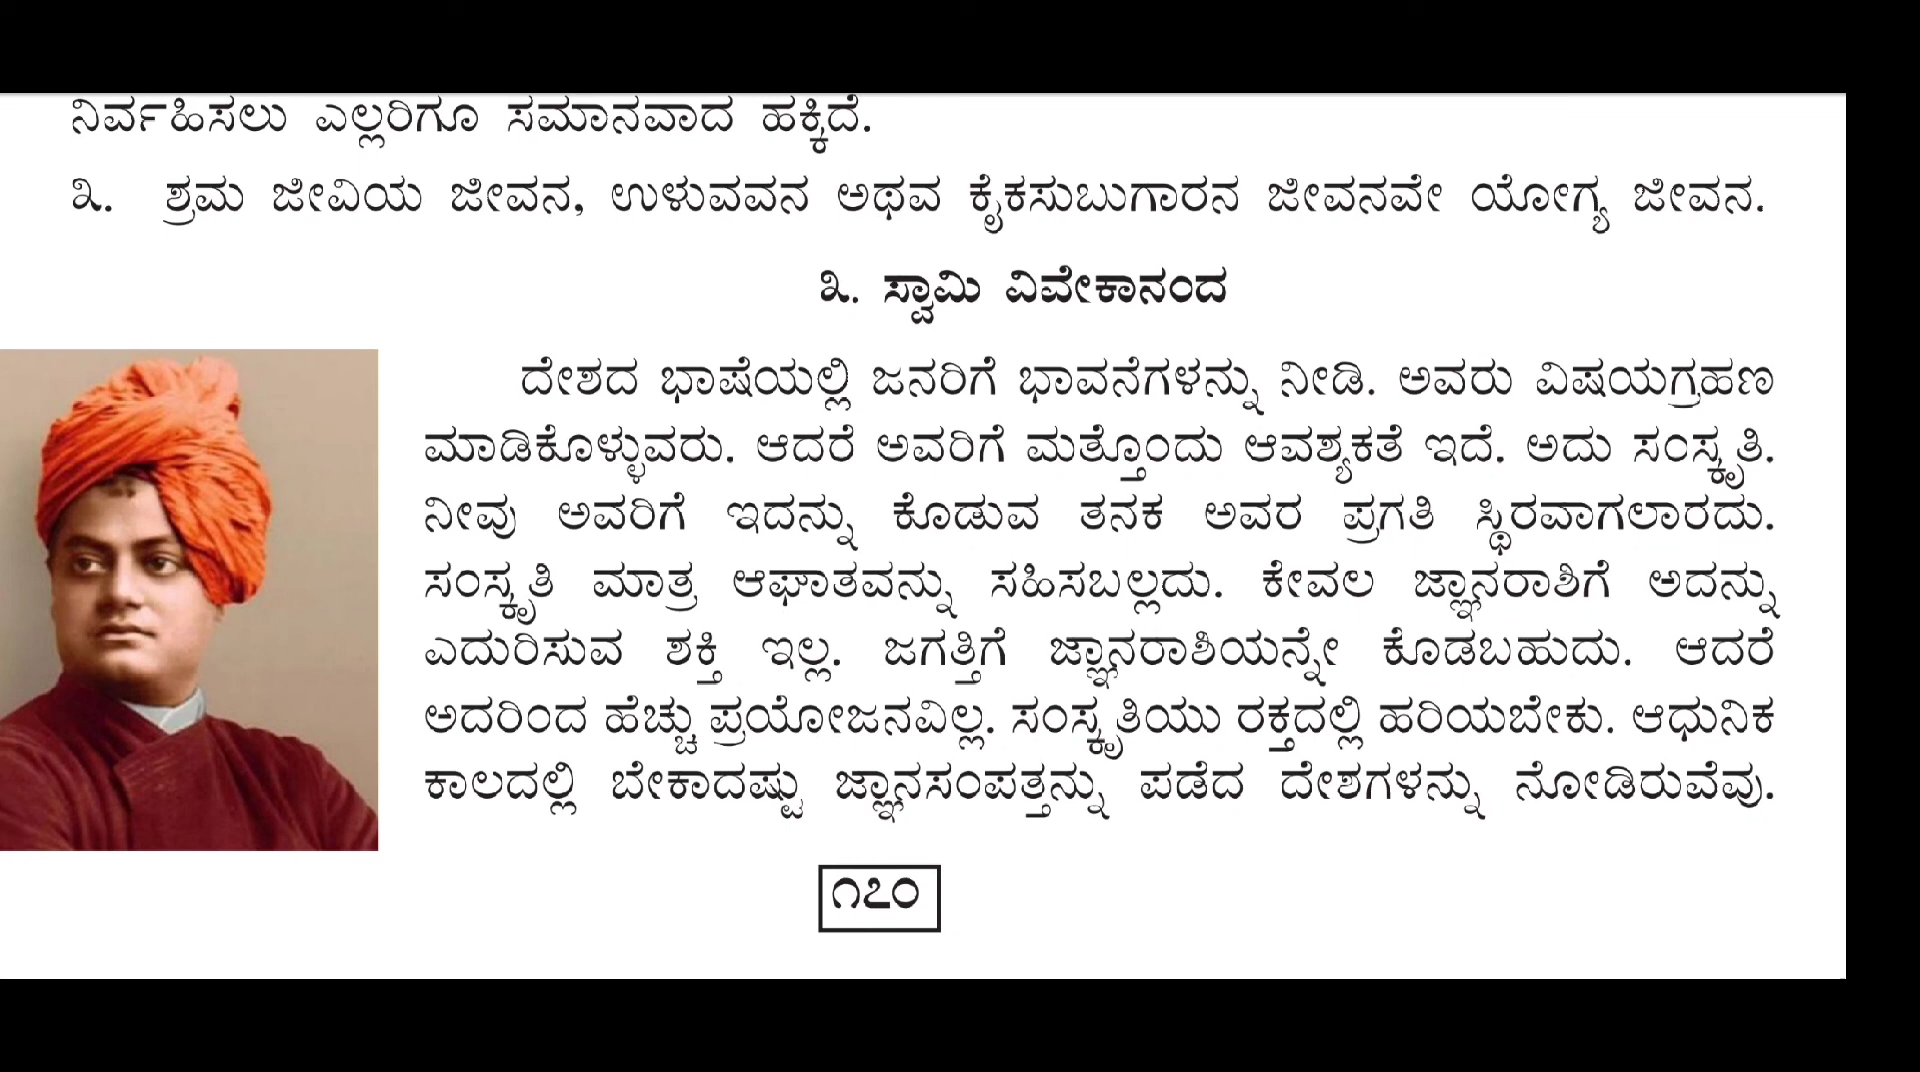 ನಿರ್ವಹಿಸಲು ಎಲ್ಲರಿಗೂ ಸಮಾನವಾದ ಹಕ್ಕಿದೆ.
೩. ಶ್ರಮ ಜೀವಿಯ ಜೀವನ, ಉಳುವವನ ಅಥವ ಕೈಕಸುಬುಗಾರನ ಜೀವನವೇ ಯೋಗ್ಯ ಜೀವನ.
೩. ಸ್ವಾಮಿ ವಿವೇಕಾನಂದ
ದೇಶದ ಭಾಷೆಯಲ್ಲಿ ಜನರಿಗೆ ಭಾವನೆಗಳನ್ನು ನೀಡಿ. ಅವರು ವಿಷಯಗ್ರಹಣ
ಮಾಡಿಕೊಳ್ಳುವರು. ಆದರೆ ಅವರಿಗೆ ಮತ್ತೊಂದು ಆವಶ್ಯಕತೆ ಇದೆ. ಅದು ಸಂಸ್ಕೃತಿ.
ನೀವು ಅವರಿಗೆ ಇದನ್ನು ಕೊಡುವ ತನಕ ಅವರ ಪ್ರಗತಿ ಸ್ಥಿರವಾಗಲಾರದು.
ಸಂಸ್ಕೃತಿ ಮಾತ್ರ ಆಘಾತವನ್ನು ಸಹಿಸಬಲ್ಲದು. ಕೇವಲ ಜ್ಞಾನರಾಶಿಗೆ ಅದನ್ನು
ಎದುರಿಸುವ ಶಕ್ತಿ ಇಲ್ಲ. ಜಗತ್ತಿಗೆ ಜ್ಞಾನರಾಶಿಯನ್ನೇ ಕೊಡಬಹುದು. ಆದರೆ
ಅದರಿಂದ ಹೆಚ್ಚು ಪ್ರಯೋಜನವಿಲ್ಲ. ಸಂಸ್ಕೃತಿಯು ರಕ್ತದಲ್ಲಿ ಹರಿಯಬೇಕು. ಆಧುನಿಕ
ಕಾಲದಲ್ಲಿ ಬೇಕಾದಷ್ಟು ಜ್ಞಾನಸಂಪತ್ತನ್ನು ಪಡೆದ ದೇಶಗಳನ್ನು ನೋಡಿರುವೆವು.
೧೭೦